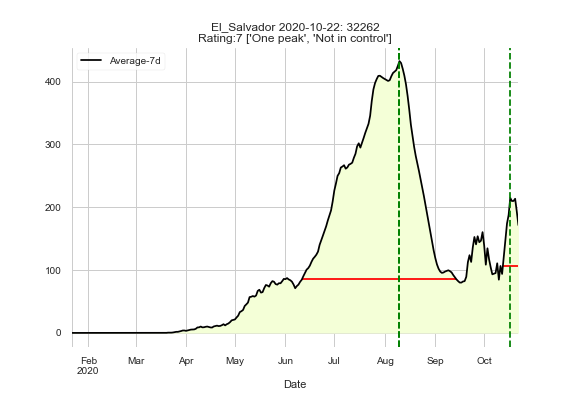 El_Salvador 2020-10-22: 32262
Rating:7 ['One peak', 'Not in control']
Average-7d
400
300
200
100
0
Feb Mar Apr May Jun Jul Aug Sep Oct
2020
Date